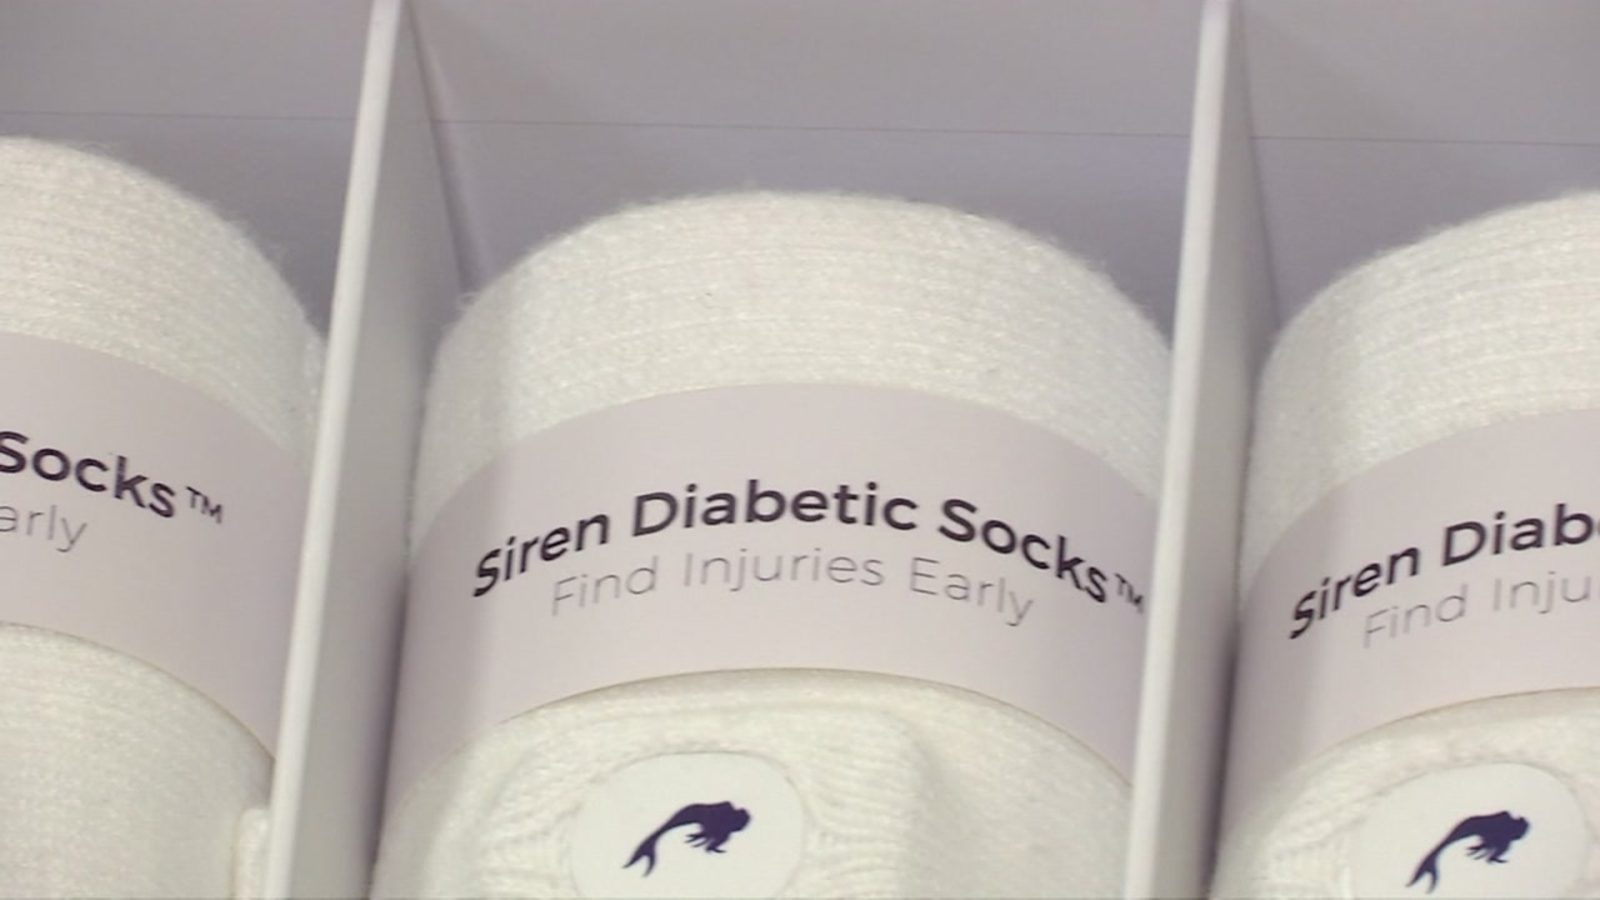 Socks™
arly
Siren Diabetic Socks™
Find Injuries Early
Siren Diab
Find Inju